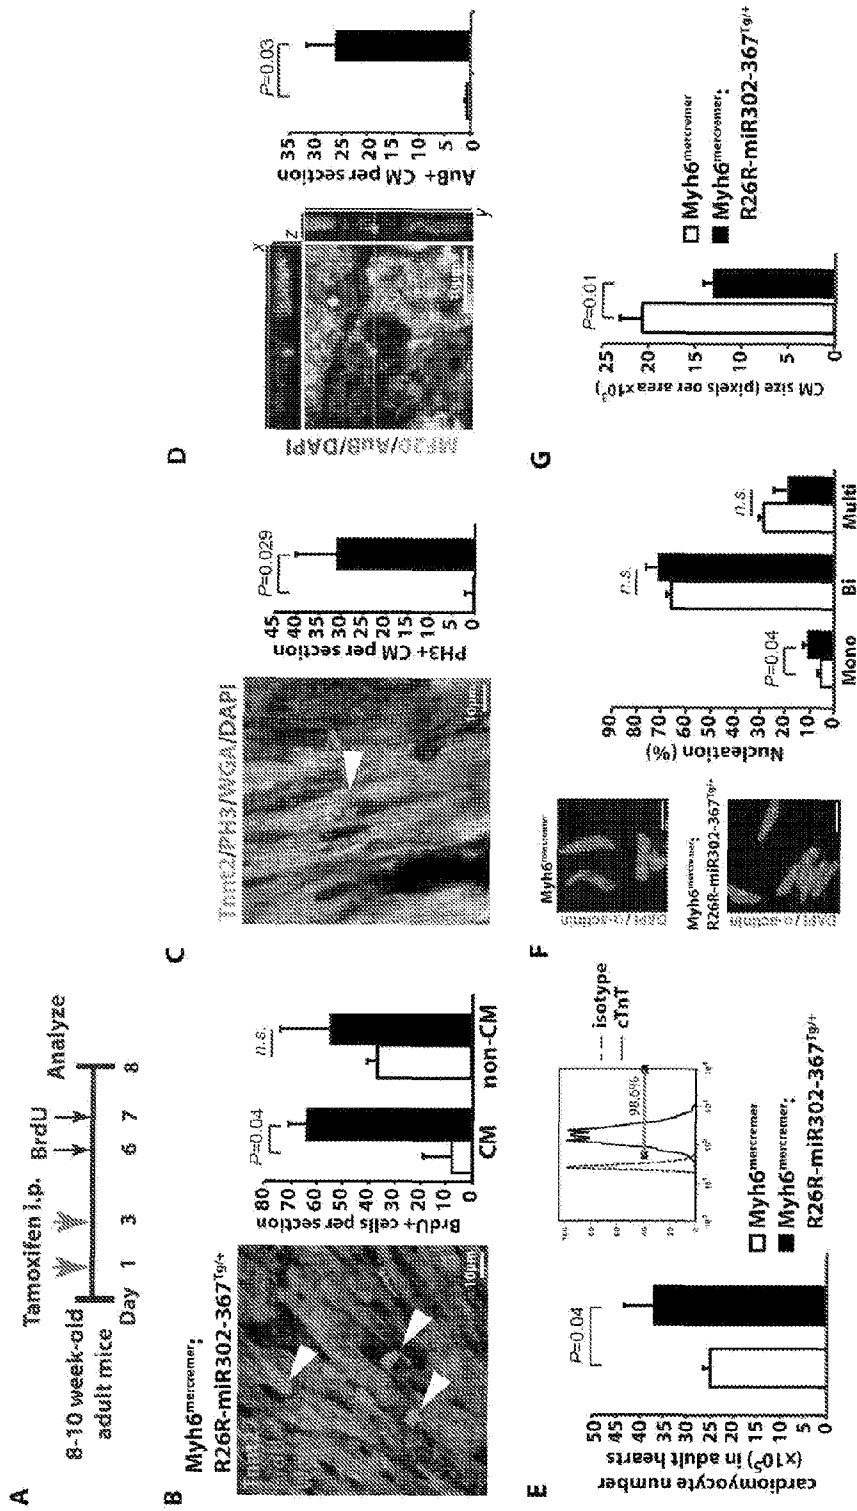 A
Tamoxifen i.p.
BrdU
Analyze
8-10 week-old
adult mice
Day
1
3
6
7
8
B
Myh6mercremer;
R26R-miR302-367Tg/+
10μm
BrdU+ cells per section
80
70
60
50
40
30
20
10
0
P=0.04
n.s.
CM
non-CM
C
Tnnt2/PH3/WGA/DAPI
10μm
PH3+ CM per section
45
40
35
30
25
20
15
10
5
0
P=0.029
D
MF20/AuB/DAPI
x
z
y
AuB+ CM per section
35
30
25
20
15
10
5
0
P=0.03
E
cardiomyocyte number
(x10⁵) in adult hearts
50
45
40
35
30
25
20
15
10
5
0
P=0.04
98.6%
isotype
cTnT
Myh6mercremer
Myh6mercremer;
R26R-miR302-367Tg/+
F
Myh6mercremer
DAPI/α-actinin
Myh6mercremer;
R26R-miR302-367Tg/+
DAPI/α-actinin
Nucleation (%)
90
80
70
60
50
40
30
20
10
0
P=0.04
n.s.
n.s.
Mono
Bi
Multi
G
CM size (pixels per area x10³)
25
20
15
10
5
0
P=0.01
Myh6mercremer
Myh6mercremer;
R26R-miR302-367Tg/+